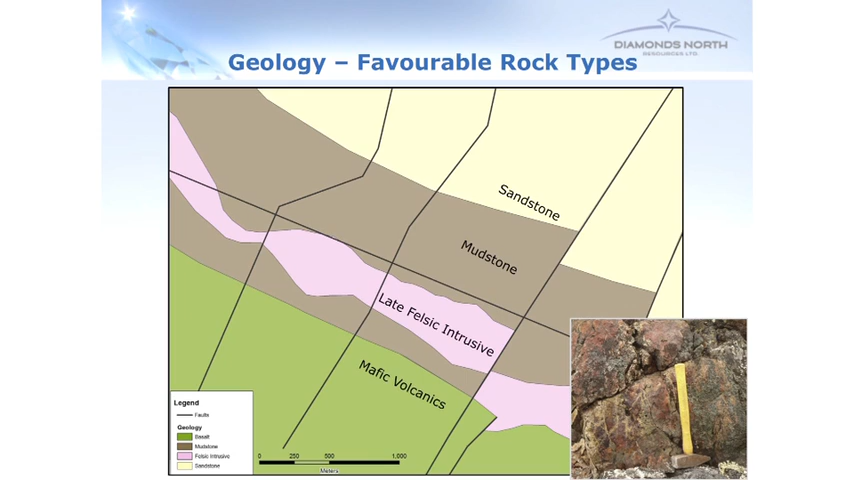 DIAMONDS NORTH
RESOURCES LTD.
Geology – Favourable Rock Types
Sandstone
Mudstone
Late Felsic Intrusive
Mafic Volcanics
Legend
Faults
Geology
Basalt
Mudstone
Felsic Intrusive
Sandstone
0 250 500 1,000
Meters